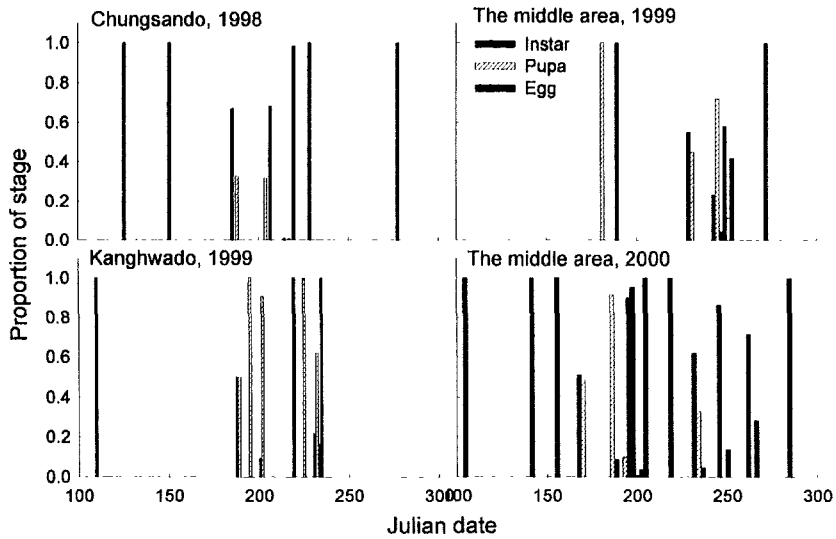 Chungsando, 1998
The middle area, 1999
Instar
Pupa
Egg
1.0
0.8
0.6
0.4
0.2
0.0
Proportion of stage
Kanghwado, 1999
The middle area, 2000
1.0
0.8
0.6
0.4
0.2
0.0
100 200 250 300
100 150 200 250 300
Julian date